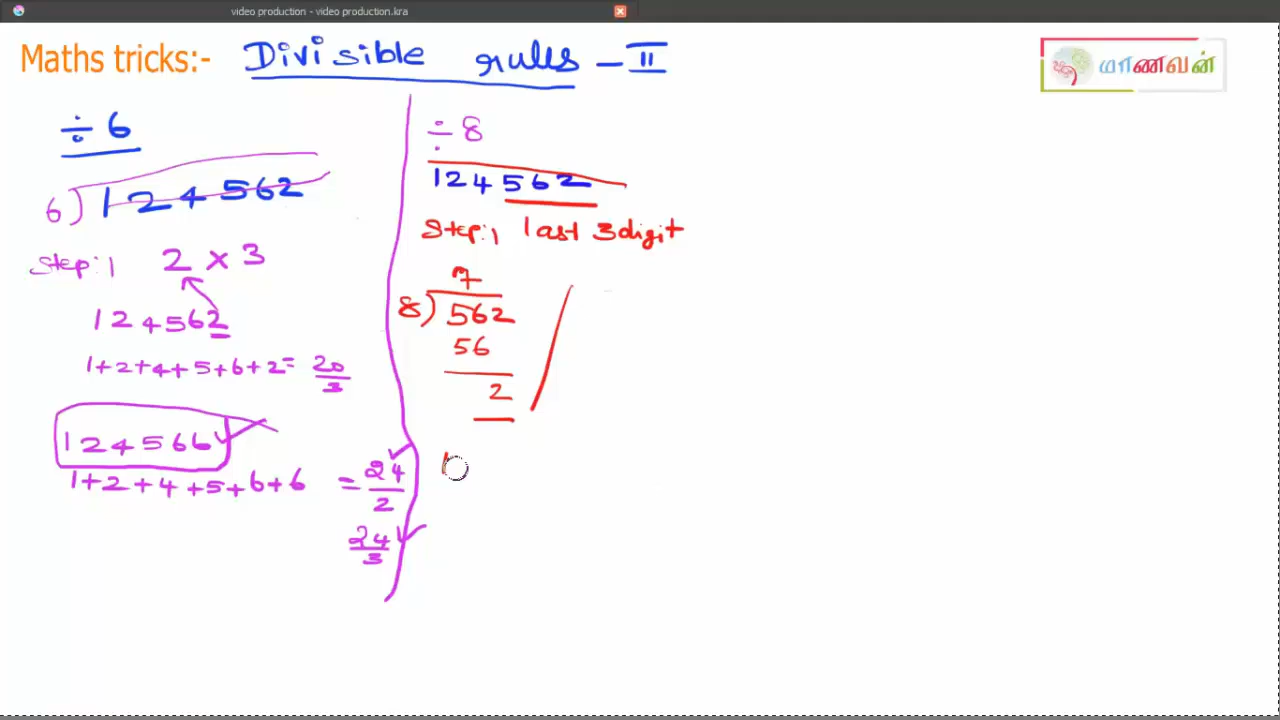 video production - video production.kra
Maths tricks:- Divisible rules - II
மாணவன்
÷ 6
6) 124562
Step:1 2 x 3
124562
1+2+4+5+6+2= 20/3
124566
1+2+4+5+6+6 = 24/2
24/3
÷ 8
124562
Step:1 last 3 digit
7
8) 562
56
2